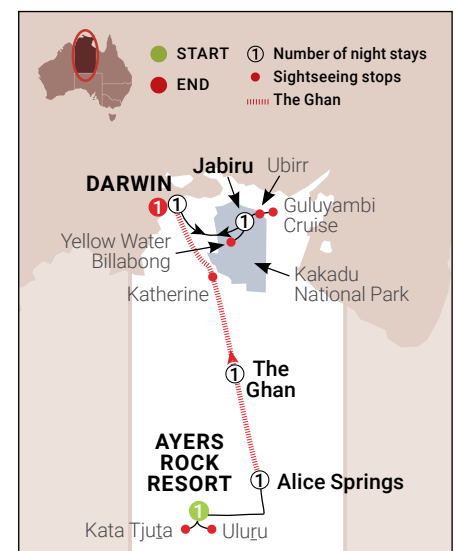 START
END
1 Number of night stays
Sightseeing stops
The Ghan
Jabiru
Ubirr
DARWIN
1
1
1
Guluyambi
Cruise
Yellow Water
Billabong
Kakadu
National Park
Katherine
1
The
Ghan
AYERS
ROCK
RESORT
1
1
Alice Springs
Kata Tjuṯa
Uluṟu